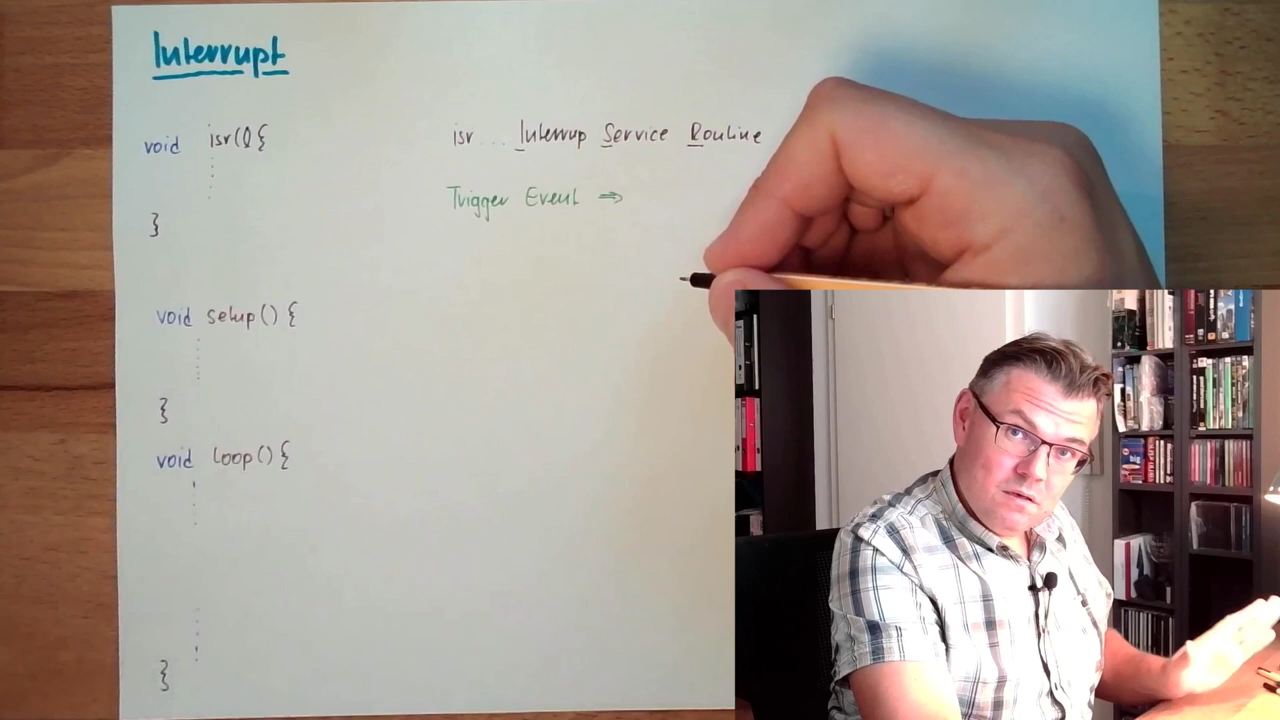 Interrupt
void isr(){
isr... Interrup Service Routine
Trigger Event ⇒
}
void setup(){
}
void loop(){
}